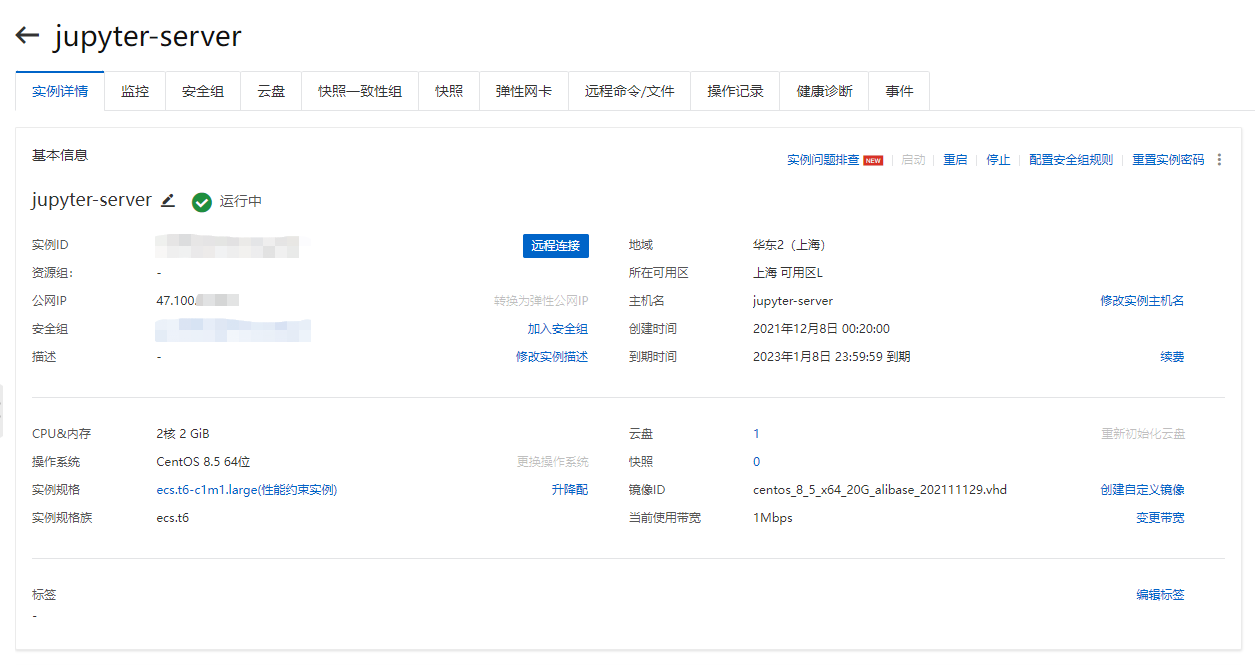 jupyter-server
实例详情 监控 安全组 云盘 快照一致性组 快照 弹性网卡 远程命令/文件 操作记录 健康诊断 事件
基本信息
实例问题排查 NEW 启动 重启 停止 配置安全组规则 重置实例密码
jupyter-server 运行中
实例ID 远程连接 地域 华东2（上海）
资源组: - 所在可用区 上海 可用区L
公网IP 47.100. 转换为弹性公网IP 主机名 jupyter-server 修改实例主机名
安全组 加入安全组 创建时间 2021年12月8日 00:20:00
描述 - 修改实例描述 到期时间 2023年1月8日 23:59:59 到期 续费
CPU&内存 2核 2 GiB 云盘 1 重新初始化云盘
操作系统 CentOS 8.5 64位 更换操作系统 快照 0
实例规格 ecs.t6-c1m1.large(性能约束实例) 升降配 镜像ID centos_8_5_x64_20G_alibase_202111129.vhd 创建自定义镜像
实例规格族 ecs.t6 当前使用带宽 1Mbps 变更带宽
标签 编辑标签
-